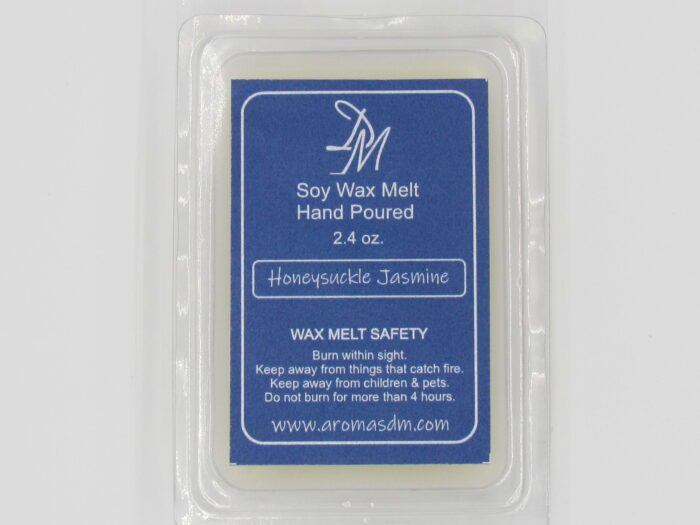 DM
Soy Wax Melt
Hand Poured
2.4 oz.
Honeysuckle Jasmine
WAX MELT SAFETY
Burn within sight.
Keep away from things that catch fire.
Keep away from children & pets.
Do not burn for more than 4 hours.
www.aromasdm.com